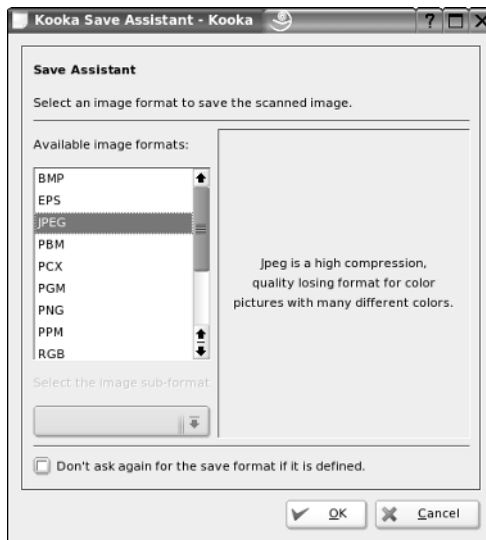 Kooka Save Assistant - Kooka
Save Assistant
Select an image format to save the scanned image.
Available image formats:
BMP
EPS
JPEG
PBM
PCX
PGM
PNG
PPM
RGB
Jpeg is a high compression,
quality losing format for color
pictures with many different colors.
Select the image sub-format
Don't ask again for the save format if it is defined.
OK
Cancel